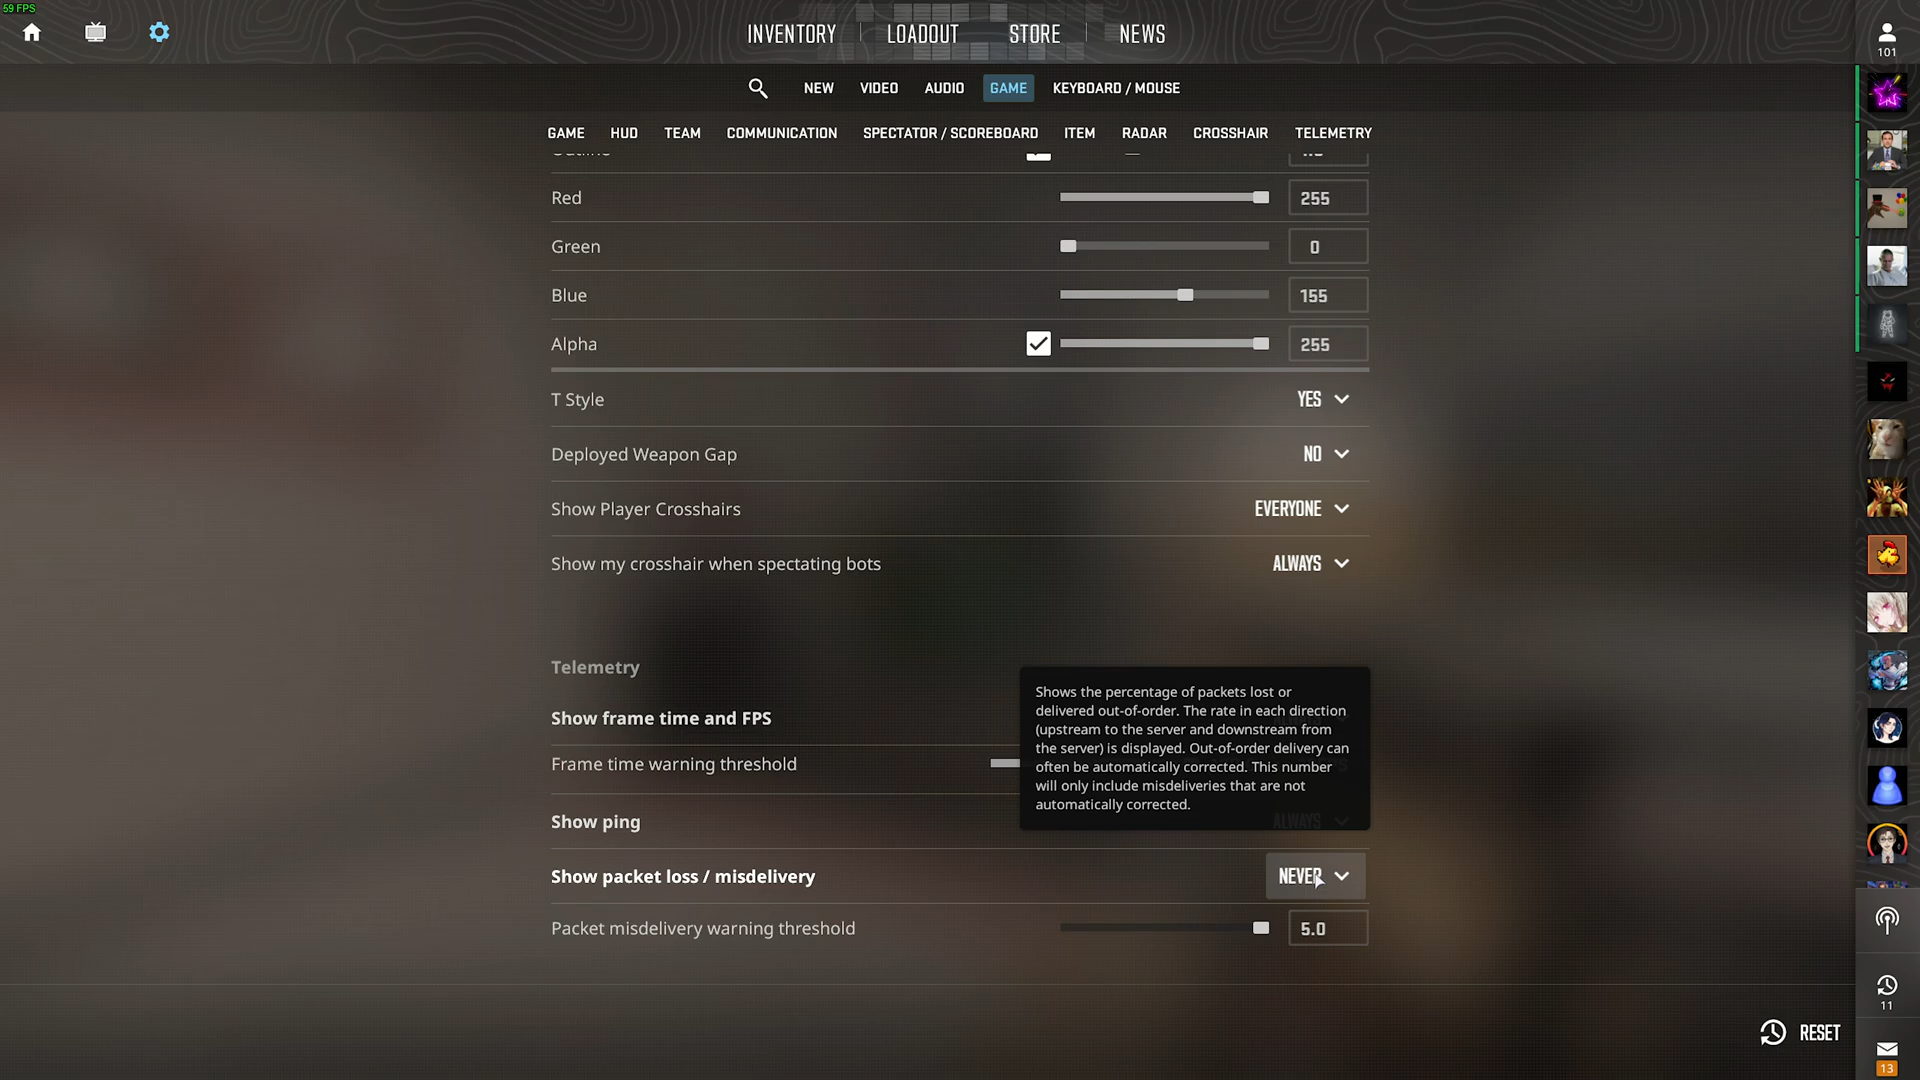 59 FPS
INVENTORY
LOADOUT
STORE
NEWS
101
NEW
VIDEO
AUDIO
GAME
KEYBOARD / MOUSE
GAME
HUD
TEAM
COMMUNICATION
SPECTATOR / SCOREBOARD
ITEM
RADAR
CROSSHAIR
TELEMETRY
Red
255
Green
0
Blue
155
Alpha
255
T Style
YES
Deployed Weapon Gap
NO
Show Player Crosshairs
EVERYONE
Show my crosshair when spectating bots
ALWAYS
Telemetry
Show frame time and FPS
Frame time warning threshold
Shows the percentage of packets lost or
delivered out-of-order. The rate in each direction
(upstream to the server and downstream from
the server) is displayed. Out-of-order delivery can
often be automatically corrected. This number
will only include misdeliveries that are not
automatically corrected.
Show ping
ALWAYS
Show packet loss / misdelivery
NEVER
Packet misdelivery warning threshold
5.0
11
RESET
13